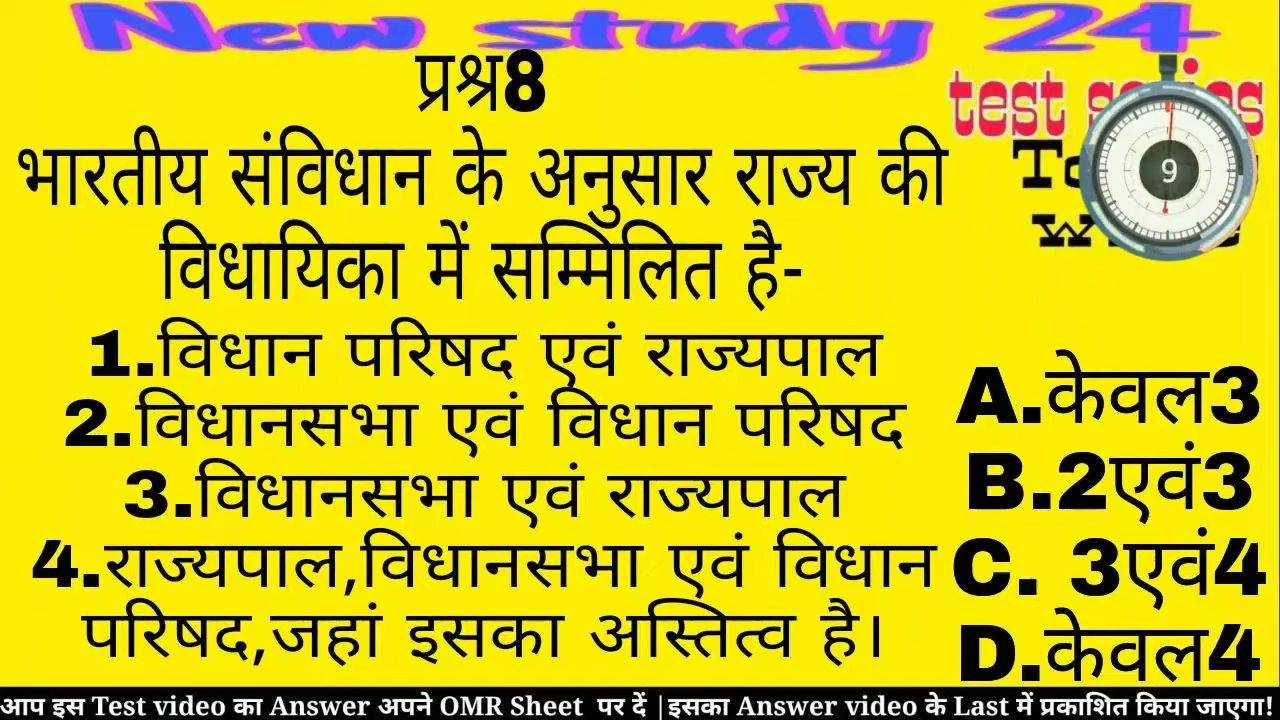 New study 24
प्रश्न8
test series
भारतीय संविधान के अनुसार राज्य की
विधायिका में सम्मिलित है-
9
1.विधान परिषद एवं राज्यपाल
2.विधानसभा एवं विधान परिषद
3.विधानसभा एवं राज्यपाल
4.राज्यपाल,विधानसभा एवं विधान
परिषद,जहां इसका अस्तित्व है।
A.केवल3
B.2एवं3
C. 3एवं4
D.केवल4
आप इस Test video का Answer अपने OMR Sheet पर दें |इसका Answer video के Last में प्रकाशित किया जाएगा!